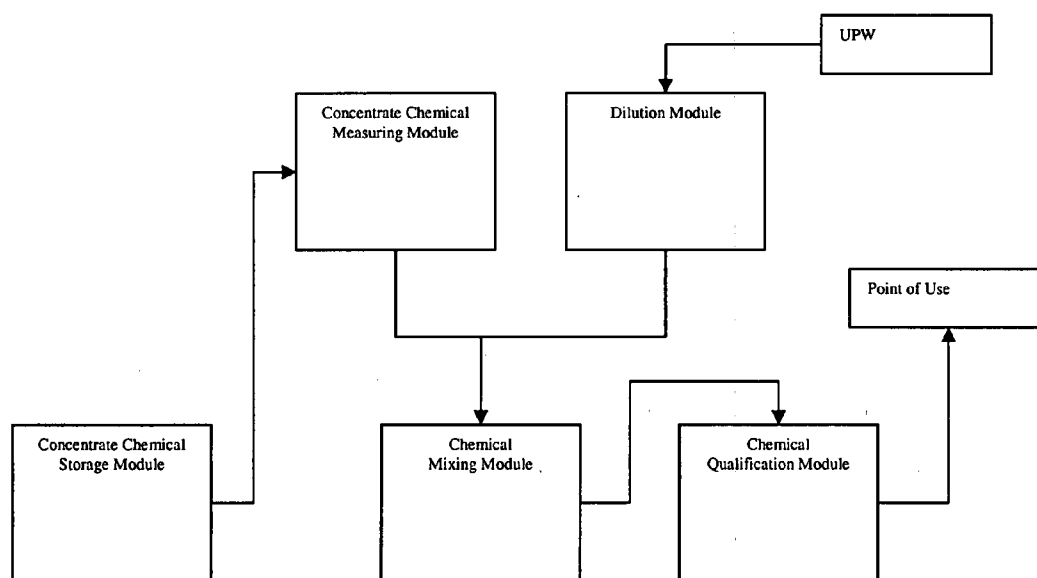 UPW
Concentrate Chemical
Measuring Module
Dilution Module
Point of Use
Concentrate Chemical
Storage Module
Chemical
Mixing Module
Chemical
Qualification Module